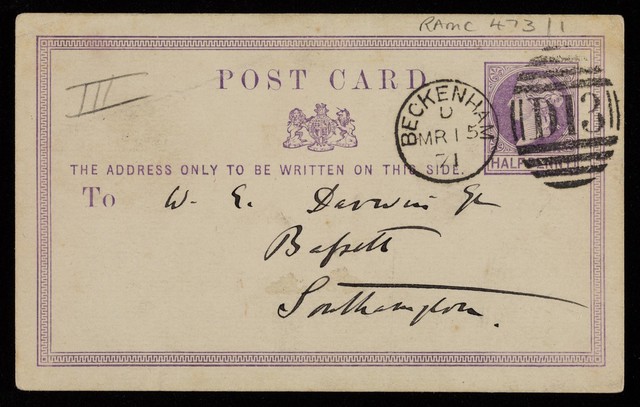 RAMC 473/1
III
POST CARD
BECKENHAM
D
MR 15
71
D13
HALF
THE ADDRESS ONLY TO BE WRITTEN ON THIS SIDE.
To W. E. Darwin Esq
Bassett
Southampton.